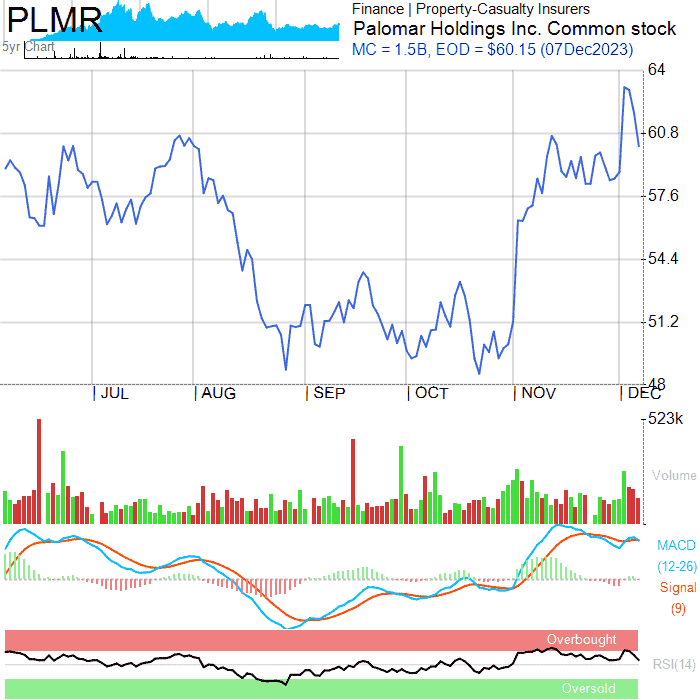 PLMR
Finance | Property-Casualty Insurers
Palomar Holdings Inc. Common stock
MC = 1.5B, EOD = $60.15 (07Dec2023)
5yr Chart
64
60.8
57.6
54.4
51.2
48
JUL
AUG
SEP
OCT
NOV
DEC
523k
Volume
MACD
(12-26)
Signal
(9)
Overbought
RSI(14)
Oversold